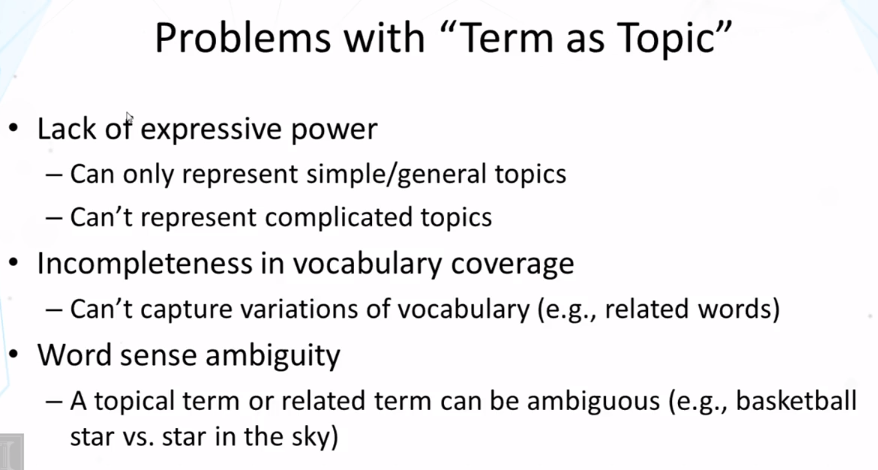 Problems with “Term as Topic”
• Lack of expressive power
– Can only represent simple/general topics
– Can’t represent complicated topics
• Incompleteness in vocabulary coverage
– Can’t capture variations of vocabulary (e.g., related words)
• Word sense ambiguity
– A topical term or related term can be ambiguous (e.g., basketball
star vs. star in the sky)